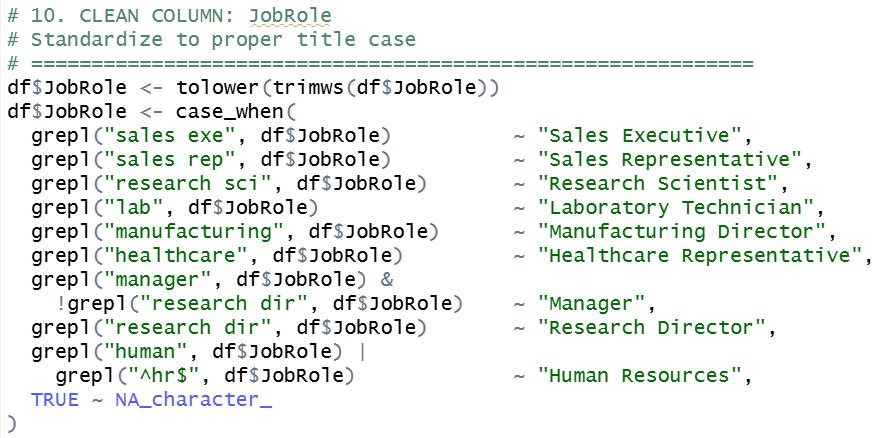 # 10. CLEAN COLUMN: JobRole
# Standardize to proper title case
# ============================================================
df$JobRole <- tolower(trimws(df$JobRole))
df$JobRole <- case_when(
  grepl("sales exe", df$JobRole)          ~ "Sales Executive",
  grepl("sales rep", df$JobRole)          ~ "Sales Representative",
  grepl("research sci", df$JobRole)       ~ "Research Scientist",
  grepl("lab", df$JobRole)                ~ "Laboratory Technician",
  grepl("manufacturing", df$JobRole)      ~ "Manufacturing Director",
  grepl("healthcare", df$JobRole)         ~ "Healthcare Representative",
  grepl("manager", df$JobRole) &
    !grepl("research dir", df$JobRole)    ~ "Manager",
  grepl("research dir", df$JobRole)       ~ "Research Director",
  grepl("human", df$JobRole) |
    grepl("^hr$", df$JobRole)             ~ "Human Resources",
  TRUE ~ NA_character_
)